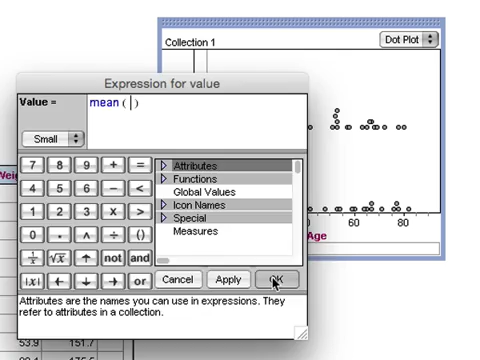 Collection 1
Dot Plot
Expression for value
Value =
mean ( )
Small
7 8 9 + =
4 5 6 − <
1 2 3 × >
0 . ^ ÷ ()
1/x √x ↑ not and
|x| ← ↓ → or
Attributes
Functions
Global Values
Icon Names
Special
Measures
Cancel
Apply
OK
Attributes are the names you can use in expressions. They
refer to attributes in a collection.
60
80
Age
53.9 151.7